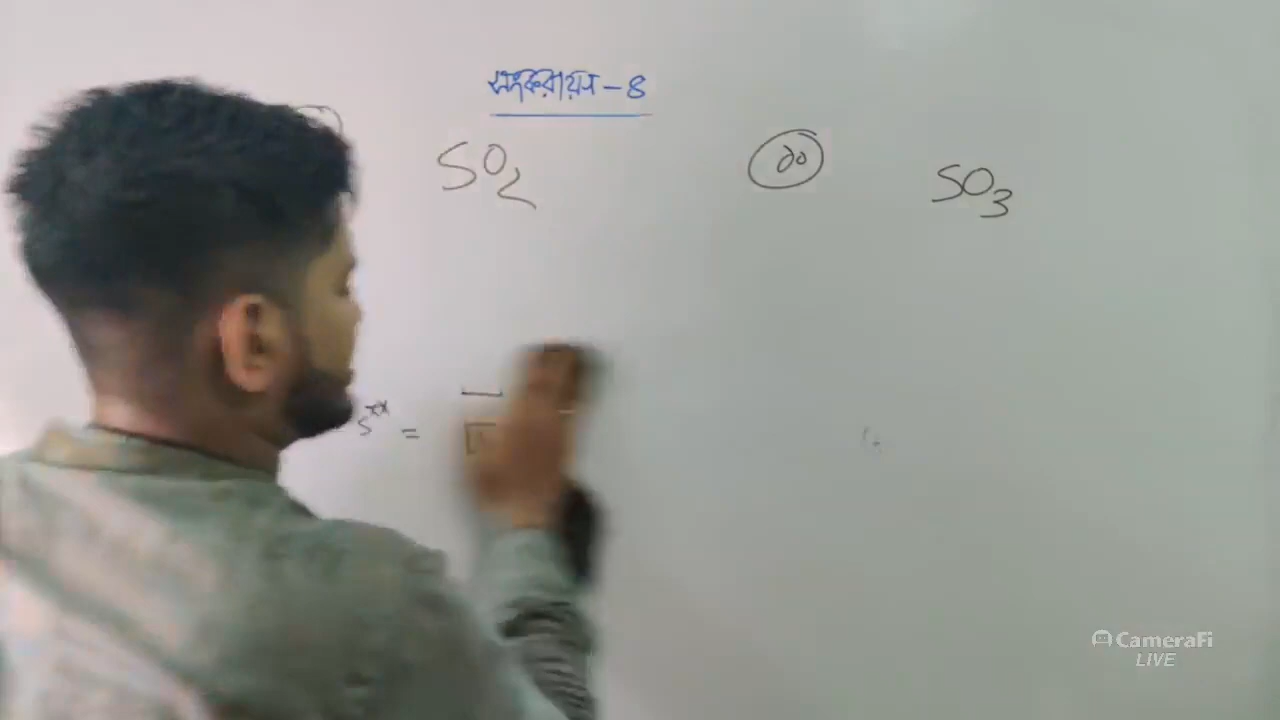 সংকরায়ণ - ৪
SO2
১০
SO3
S** =
CameraFi
LIVE